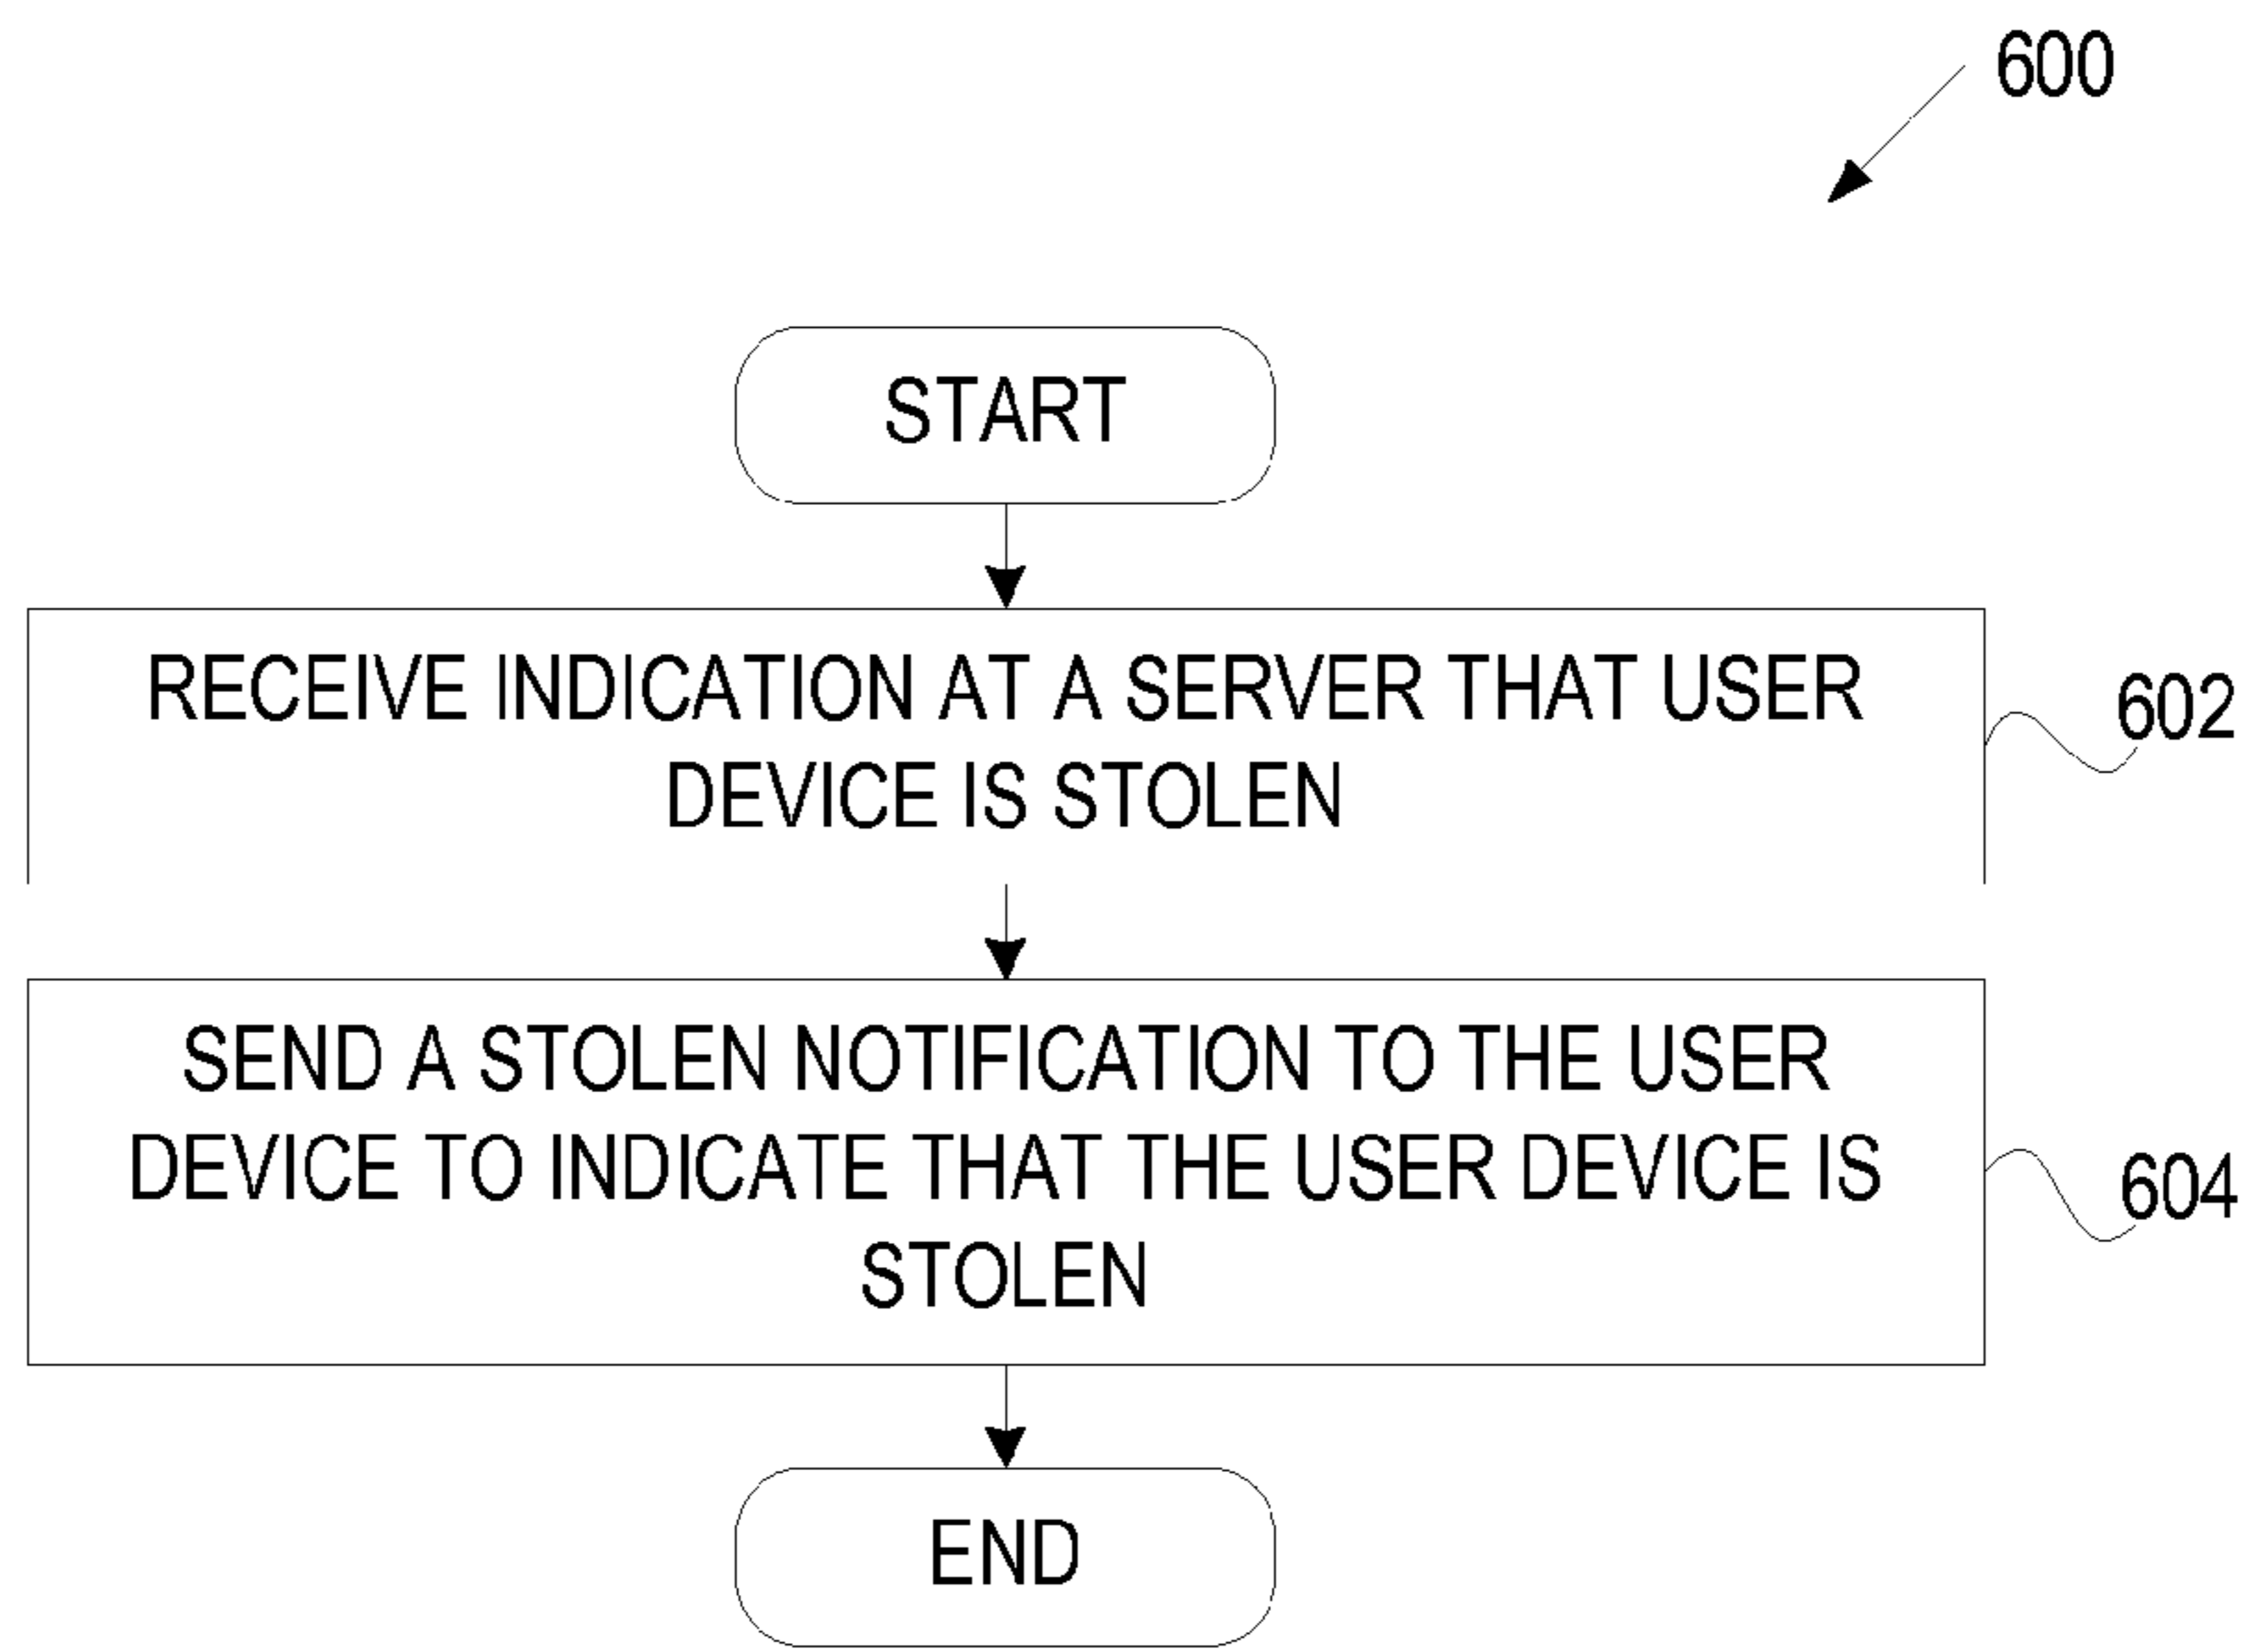 600
START
RECEIVE INDICATION AT A SERVER THAT USER
DEVICE IS STOLEN
602
SEND A STOLEN NOTIFICATION TO THE USER
DEVICE TO INDICATE THAT THE USER DEVICE IS
STOLEN
604
END